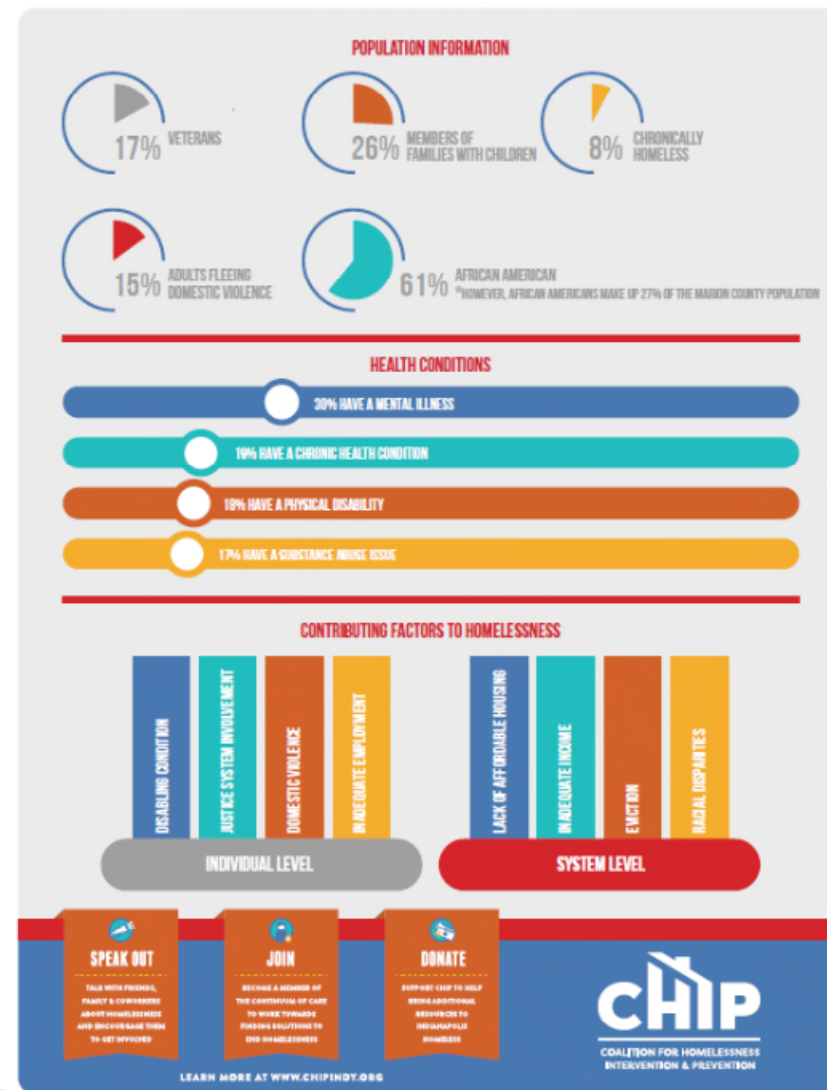 POPULATION INFORMATION
17% VETERANS
26% MEMBERS OF
FAMILIES WITH CHILDREN
8% CHRONICALLY
HOMELESS
15% ADULTS FLEEING
DOMESTIC VIOLENCE
61% AFRICAN AMERICAN
*HOWEVER, AFRICAN AMERICANS MAKE UP 27% OF THE MARION COUNTY POPULATION
HEALTH CONDITIONS
30% HAVE A MENTAL ILLNESS
19% HAVE A CHRONIC HEALTH CONDITION
18% HAVE A PHYSICAL DISABILITY
17% HAVE A SUBSTANCE ABUSE ISSUE
CONTRIBUTING FACTORS TO HOMELESSNESS
DISABLING CONDITION
JUSTICE SYSTEM INVOLVEMENT
DOMESTIC VIOLENCE
INADEQUATE EMPLOYMENT
INDIVIDUAL LEVEL
LACK OF AFFORDABLE HOUSING
INADEQUATE INCOME
EVICTION
RACIAL DISPARITIES
SYSTEM LEVEL
SPEAK OUT
TALK WITH FRIENDS,
FAMILY & COWORKERS
ABOUT HOMELESSNESS
AND ENCOURGAGE THEM
TO GET INVOLVED
JOIN
BECOME A MEMBER OF
THE CONTINUUM OF CARE
TO WORK TOWARDS
FINDING SOLUTIONS TO
END HOMELESSNESS
DONATE
SUPPORT CHIP TO HELP
BRING ADDITIONAL
RESOURCES TO
INDIANAPOLIS
HOMELESS
CHIP
COALITION FOR HOMELESSNESS
INTERVENTION & PREVENTION
LEARN MORE AT WWW.CHIPINDY.ORG